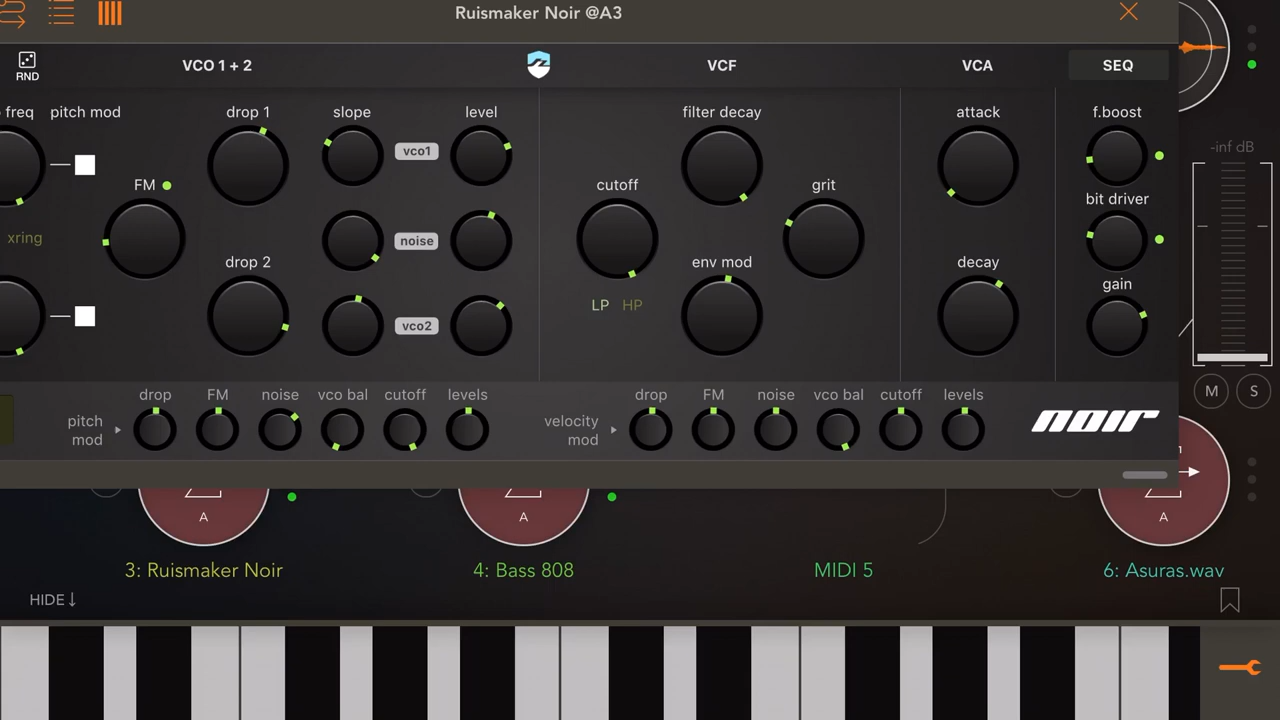 Ruismaker Noir @A3
RND
VCO 1 + 2
VCF
VCA
SEQ
freq
pitch mod
drop 1
slope
level
filter decay
attack
f.boost
-inf dB
vco1
FM
cutoff
grit
bit driver
xring
noise
drop 2
env mod
decay
gain
LP HP
vco2
drop FM noise vco bal cutoff levels
pitch
mod
drop FM noise vco bal cutoff levels
velocity
mod
noir
M S
A
A
A
3: Ruismaker Noir
4: Bass 808
MIDI 5
6: Asuras.wav
HIDE↓